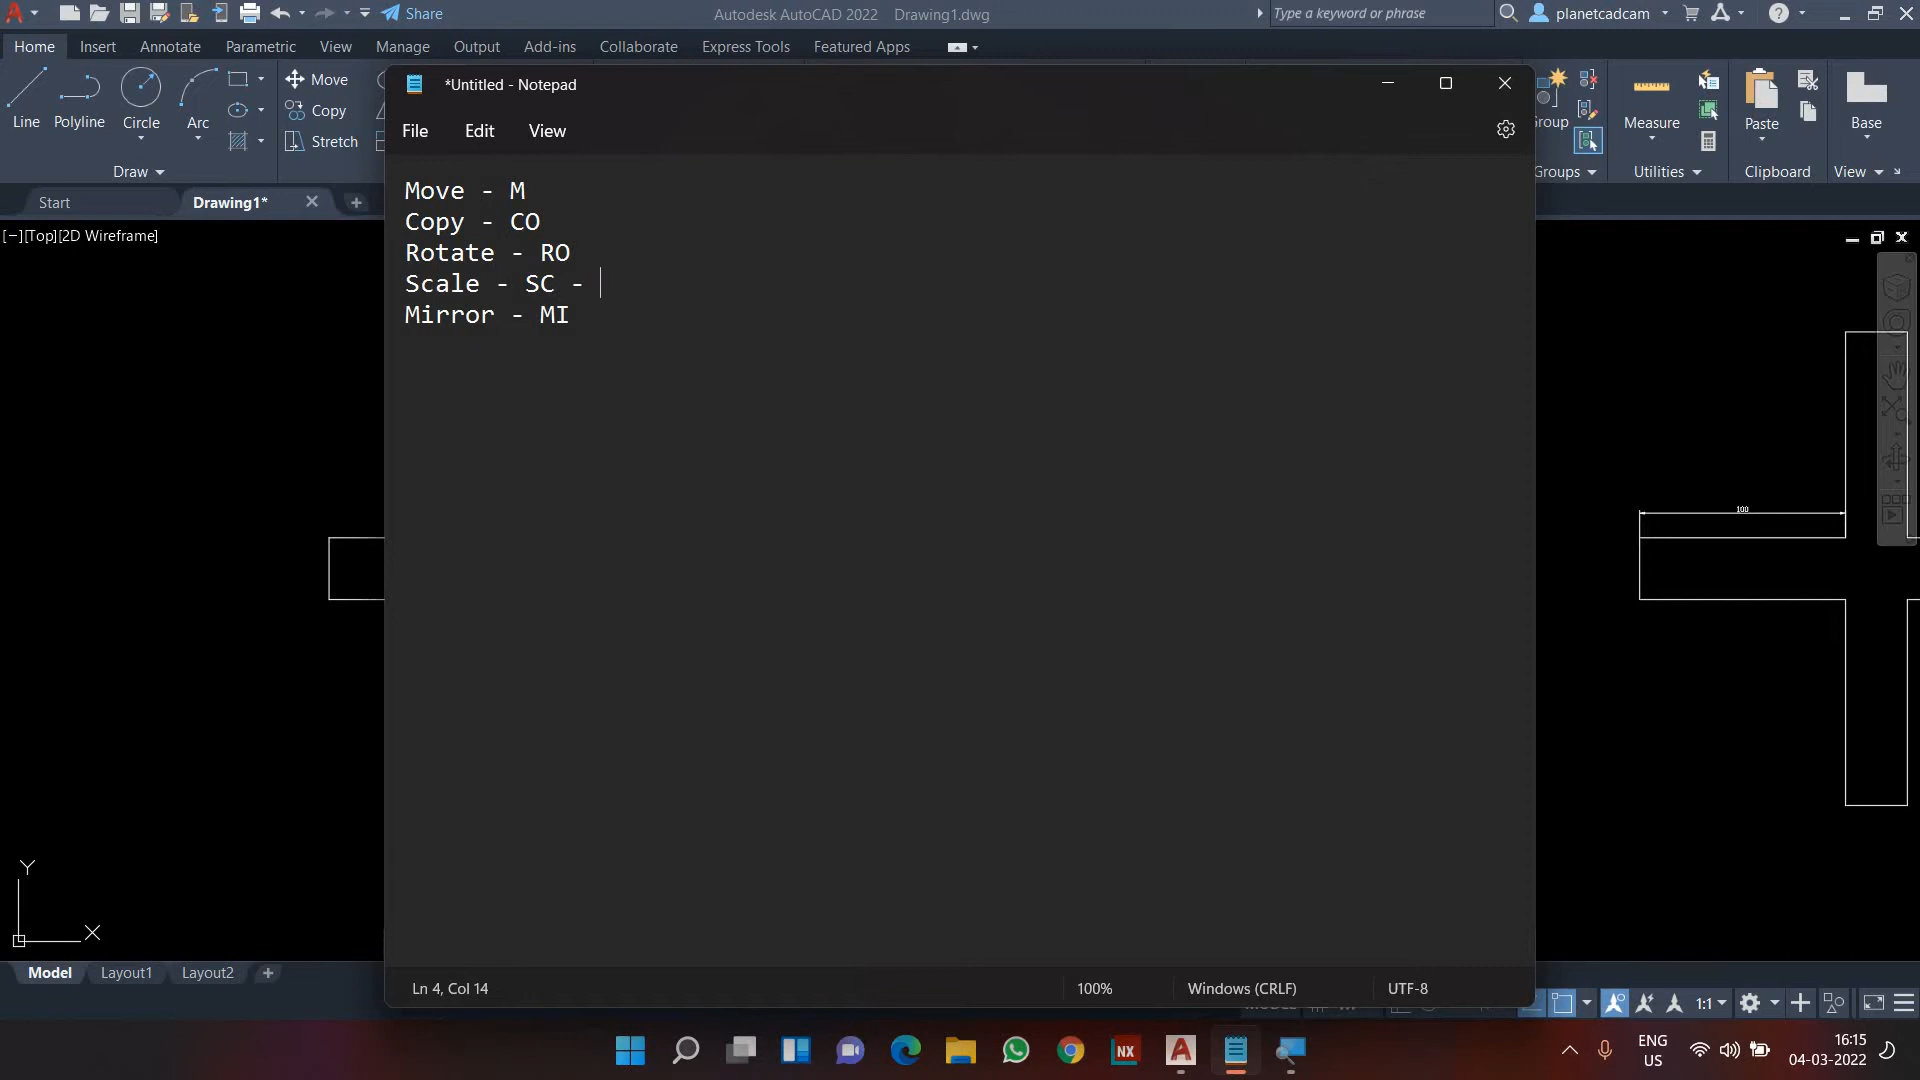 Share
Autodesk AutoCAD 2022 Drawing1.dwg
Type a keyword or phrase
planetcadcam
Home Insert Annotate Parametric View Manage Output Add-ins Collaborate Express Tools Featured Apps
Line Polyline Circle Arc
Move
Copy
Stretch
Draw
*Untitled - Notepad
File Edit View
Measure
Paste
Base
Utilities
Clipboard
View
Start
Drawing1*
[−][Top][2D Wireframe]
Move - M
Copy - CO
Rotate - RO
Scale - SC -
Mirror - MI
100
Y
X
Model Layout1 Layout2
Ln 4, Col 14
100%
Windows (CRLF)
UTF-8
1:1
NX
ENG
US
16:15
04-03-2022